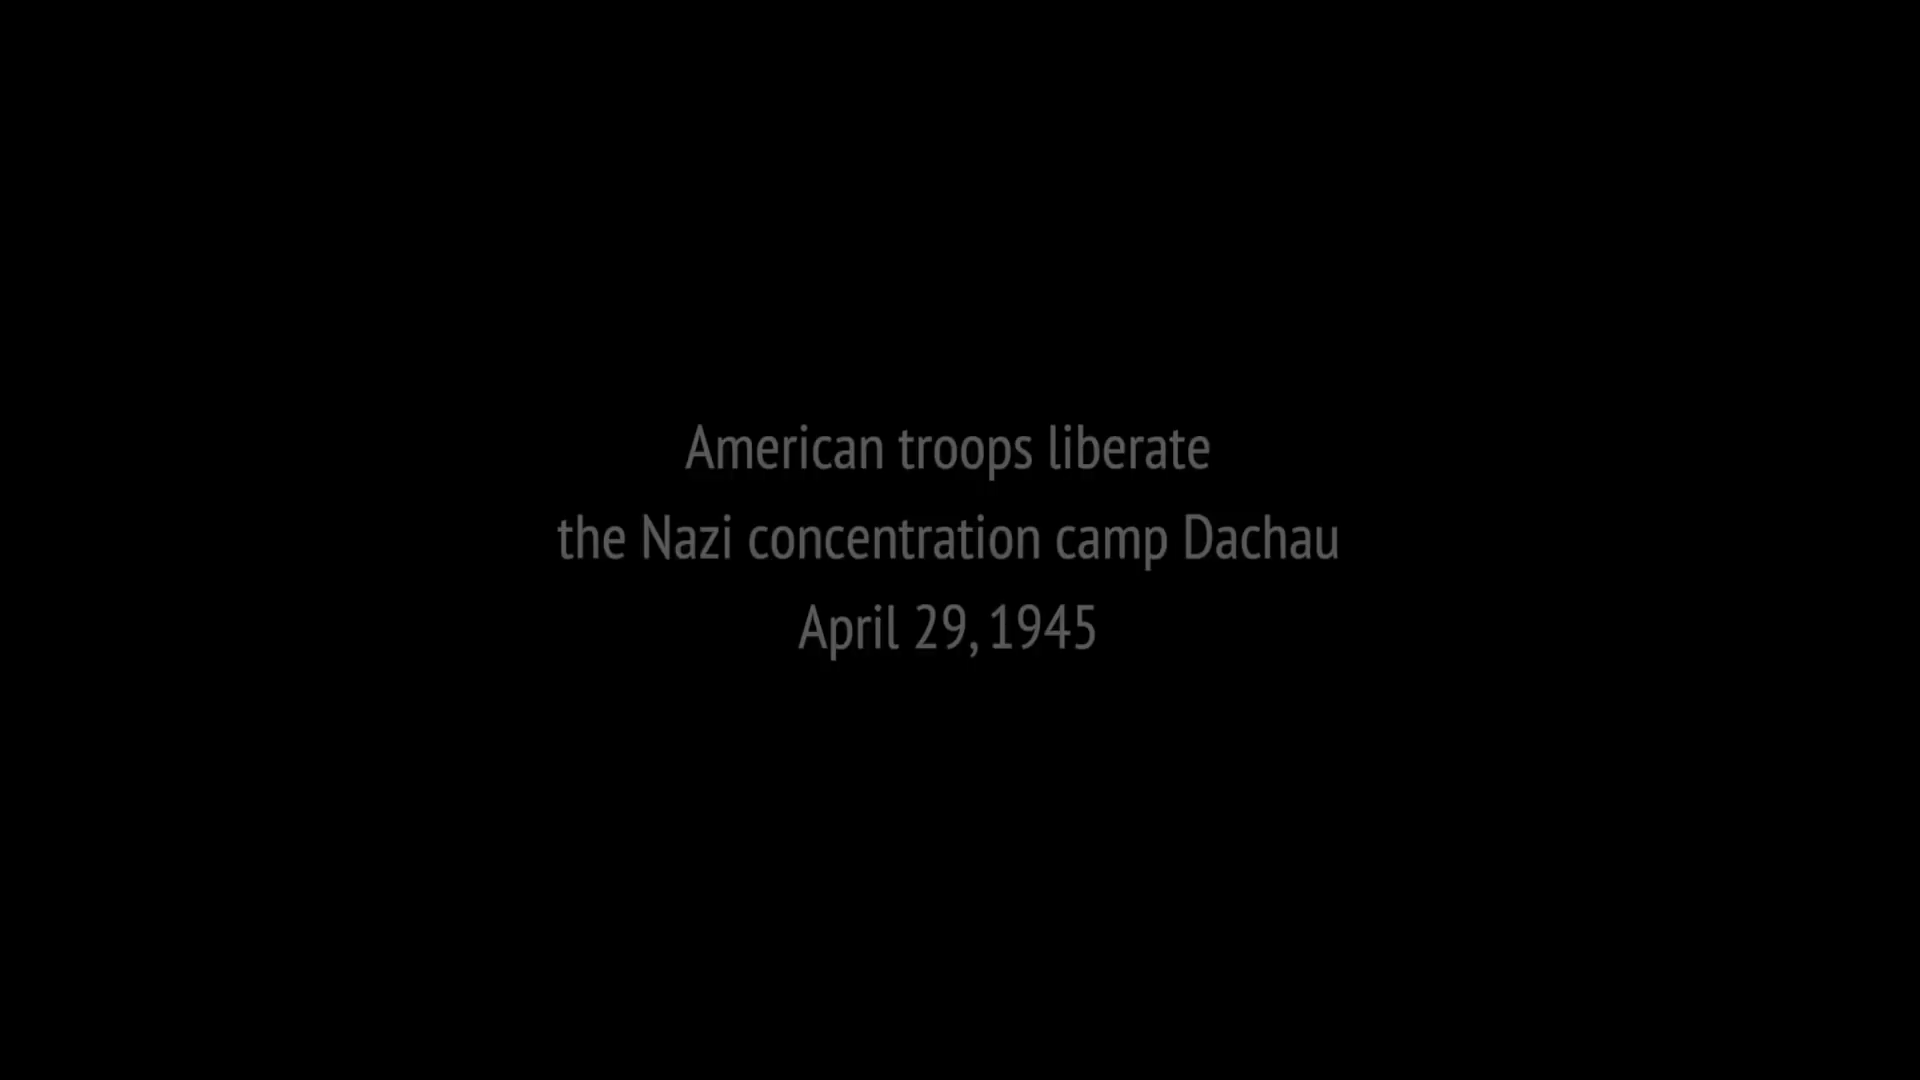 American troops liberate
the Nazi concentration camp Dachau
April 29, 1945